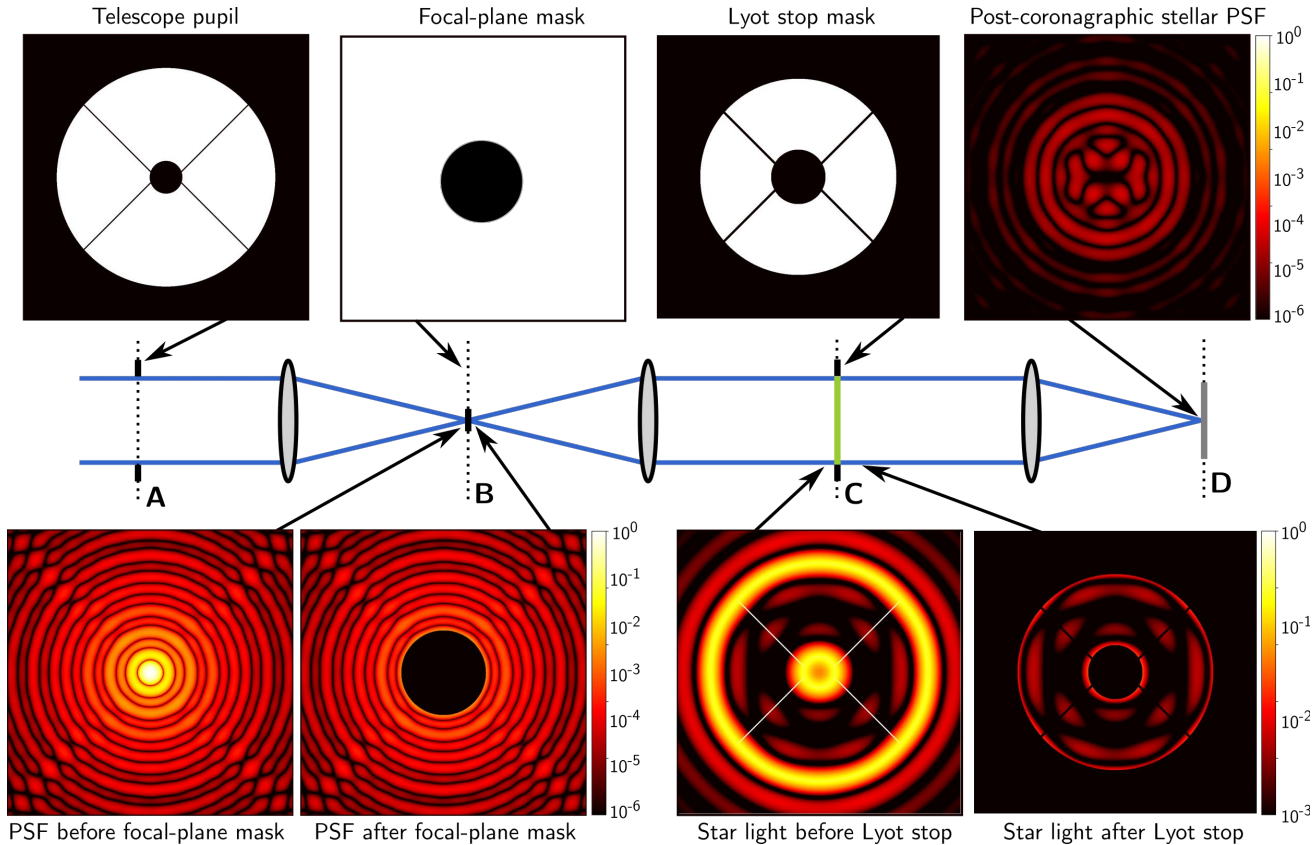 Telescope pupil
Focal-plane mask
Lyot stop mask
Post-coronagraphic stellar PSF
10^0
10^-1
10^-2
10^-3
10^-4
10^-5
10^-6
A
B
C
D
10^0
10^-1
10^-2
10^-3
10^-4
10^-5
10^-6
10^0
10^-1
10^-2
10^-3
PSF before focal-plane mask
PSF after focal-plane mask
Star light before Lyot stop
Star light after Lyot stop